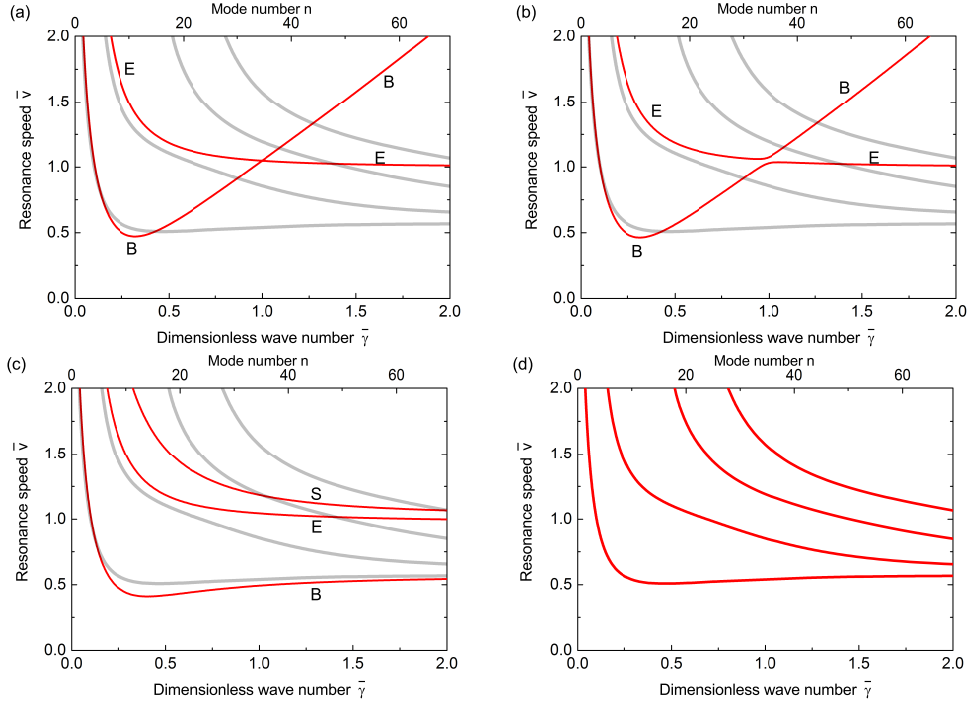 (a)
Mode number n
0 20 40 60
Resonance speed v̅
2.0
1.5
1.0
0.5
0.0
E
B
E
B
0.0 0.5 1.0 1.5 2.0
Dimensionless wave number γ̅
(b)
Mode number n
0 20 40 60
Resonance speed v̅
2.0
1.5
1.0
0.5
0.0
E
B
E
B
0.0 0.5 1.0 1.5 2.0
Dimensionless wave number γ̅
(c)
Mode number n
0 20 40 60
Resonance speed v̅
2.0
1.5
1.0
0.5
0.0
S
E
B
0.0 0.5 1.0 1.5 2.0
Dimensionless wave number γ̅
(d)
Mode number n
0 20 40 60
Resonance speed v̅
2.0
1.5
1.0
0.5
0.0
0.0 0.5 1.0 1.5 2.0
Dimensionless wave number γ̅